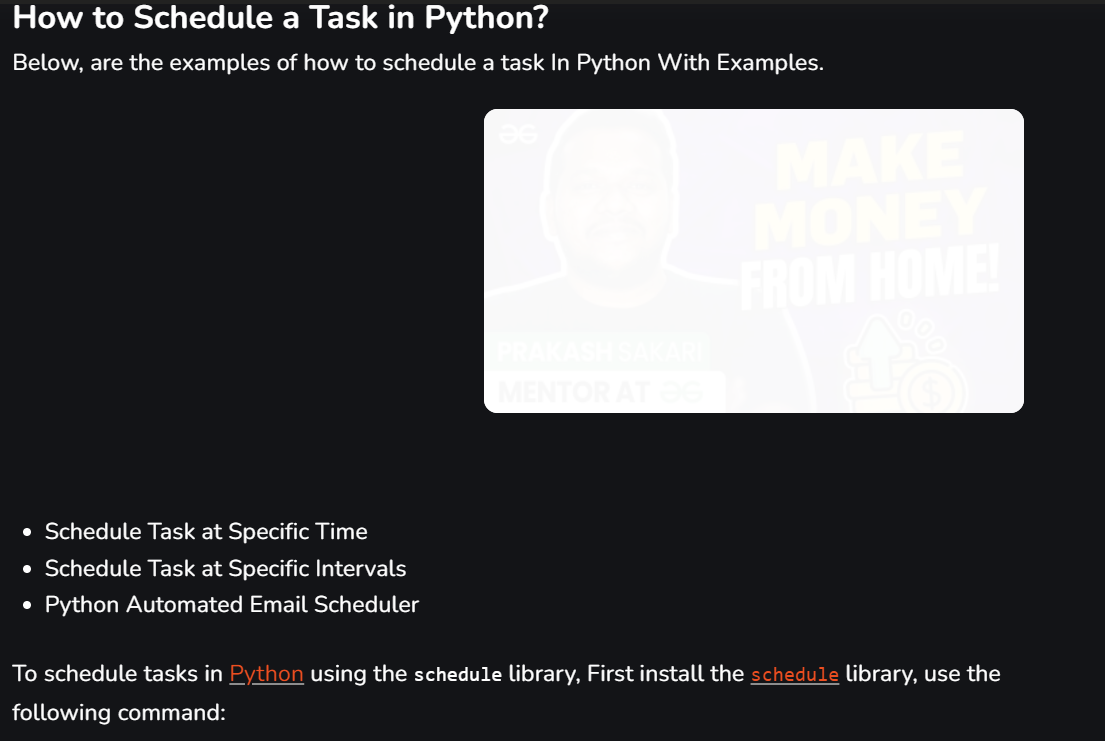 How to Schedule a Task in Python?
Below, are the examples of how to schedule a task In Python With Examples.
MAKE
MONEY
FROM HOME!
PRAKASH SAKARI
MENTOR AT
Schedule Task at Specific Time
Schedule Task at Specific Intervals
Python Automated Email Scheduler
To schedule tasks in Python using the schedule library, First install the schedule library, use the
following command: